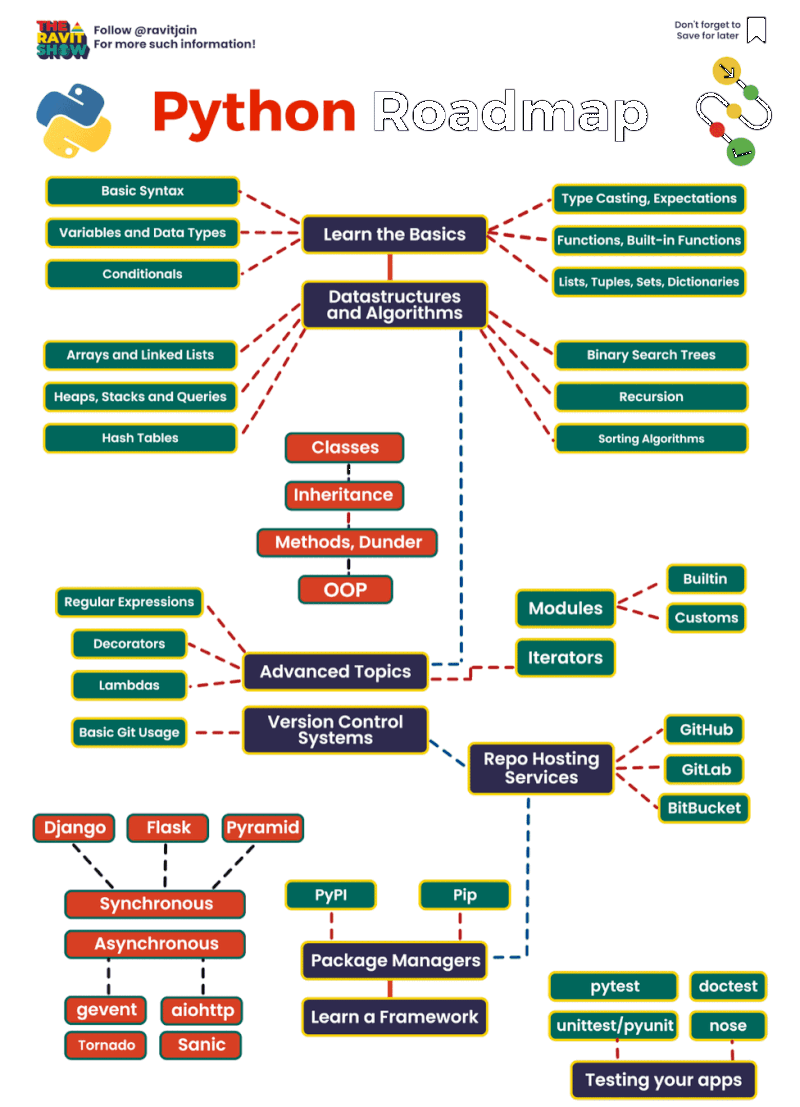 THE
RAVIT
SHOW
Follow @ravitjain
For more such information!
Don't forget to
Save for later
Python Roadmap
Basic Syntax
Variables and Data Types
Conditionals
Learn the Basics
Type Casting, Expectations
Functions, Built-in Functions
Lists, Tuples, Sets, Dictionaries
Datastructures
and Algorithms
Arrays and Linked Lists
Heaps, Stacks and Queries
Hash Tables
Binary Search Trees
Recursion
Sorting Algorithms
Classes
Inheritance
Methods, Dunder
OOP
Regular Expressions
Decorators
Lambdas
Advanced Topics
Modules
Iterators
Builtin
Customs
Basic Git Usage
Version Control
Systems
Repo Hosting
Services
GitHub
GitLab
BitBucket
Django
Flask
Pyramid
Synchronous
Asynchronous
gevent
aiohttp
Tornado
Sanic
PyPI
Pip
Package Managers
Learn a Framework
pytest
doctest
unittest/pyunit
nose
Testing your apps